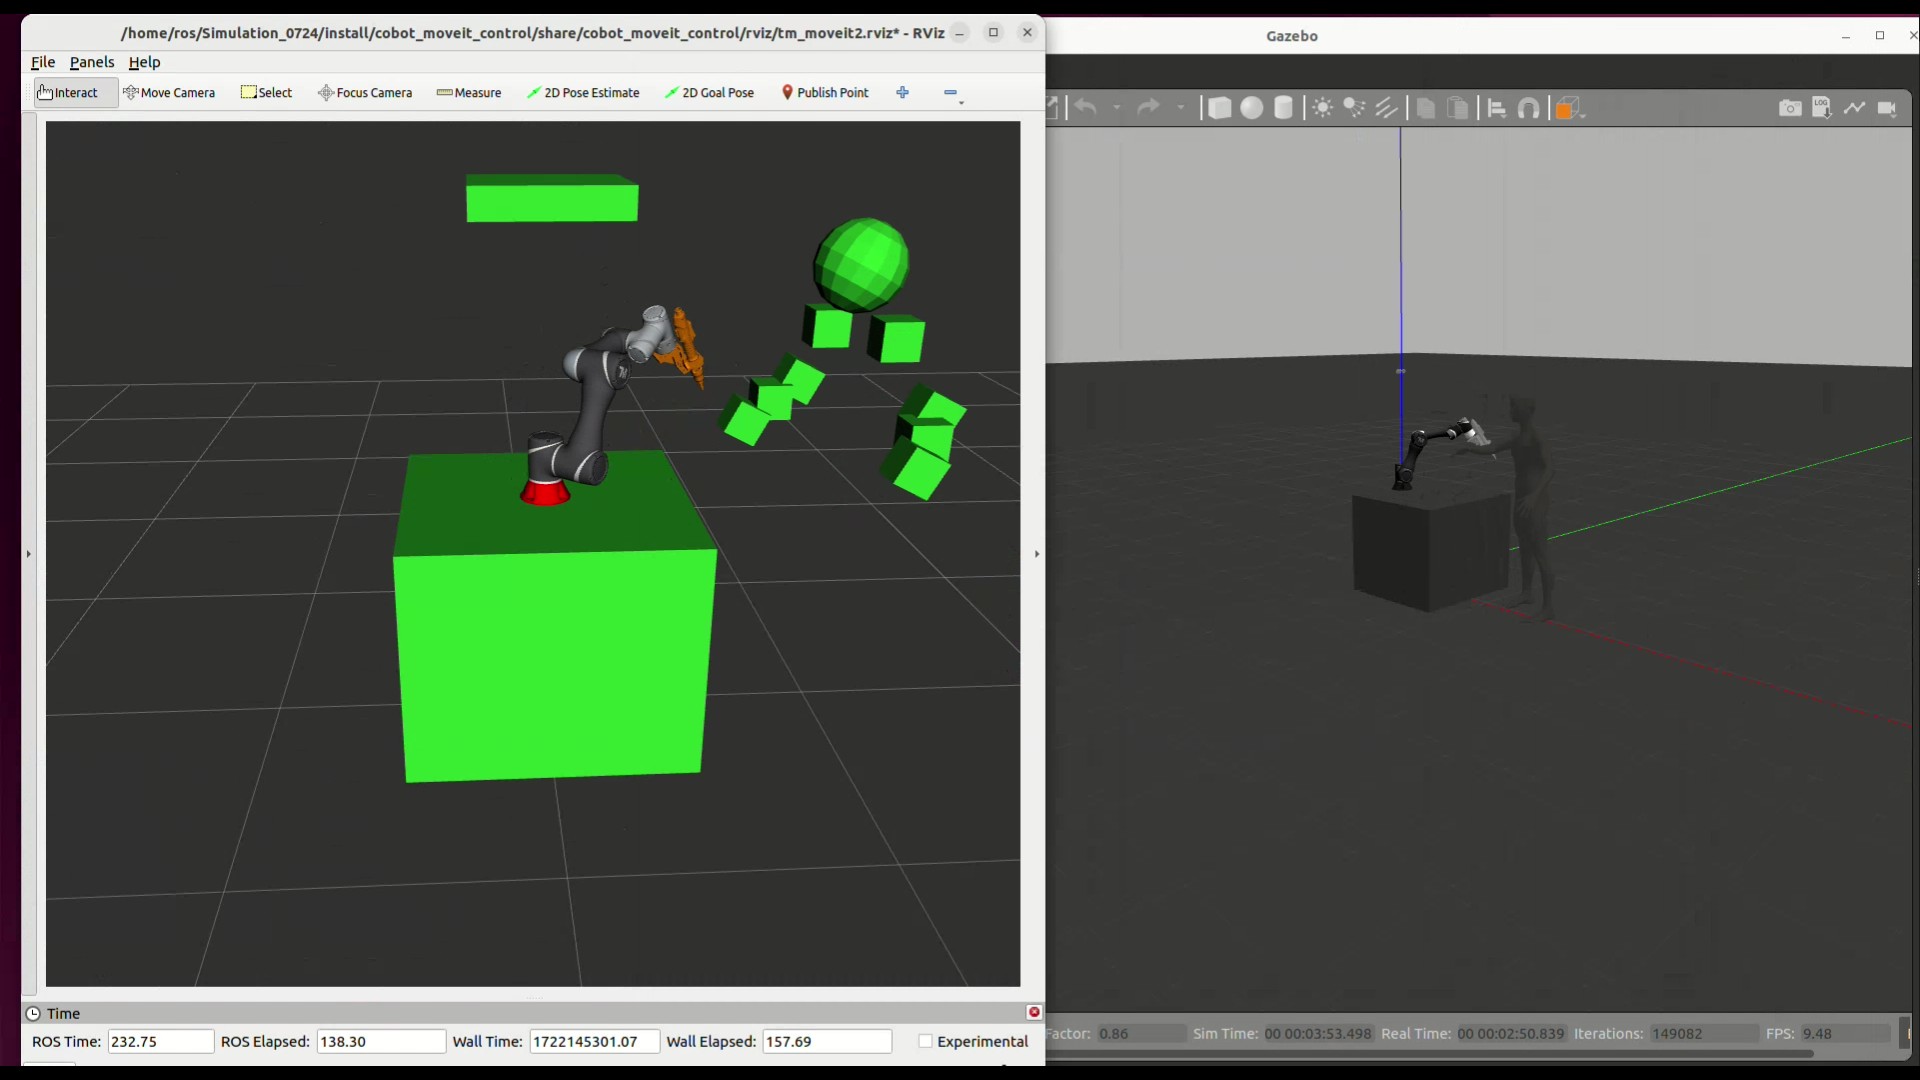 /home/ros/Simulation_0724/install/cobot_moveit_control/share/cobot_moveit_control/rviz/tm_moveit2.rviz* - RViz
Gazebo
File Panels Help
Interact Move Camera Select Focus Camera Measure 2D Pose Estimate 2D Goal Pose Publish Point
LOG
Time
ROS Time: 232.75 ROS Elapsed: 138.30 Wall Time: 1722145301.07 Wall Elapsed: 157.69 Experimental
Factor: 0.86 Sim Time: 00 00:03:53.498 Real Time: 00 00:02:50.839 Iterations: 149082 FPS: 9.48